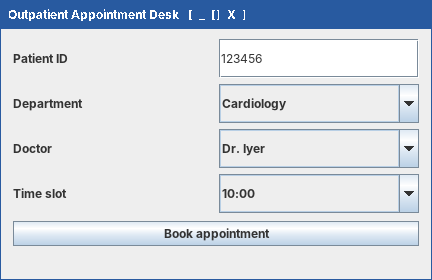 Outpatient Appointment Desk [ _ [] X ]
Patient ID 123456
Department Cardiology
Doctor Dr. Iyer
Time slot 10:00
Book appointment